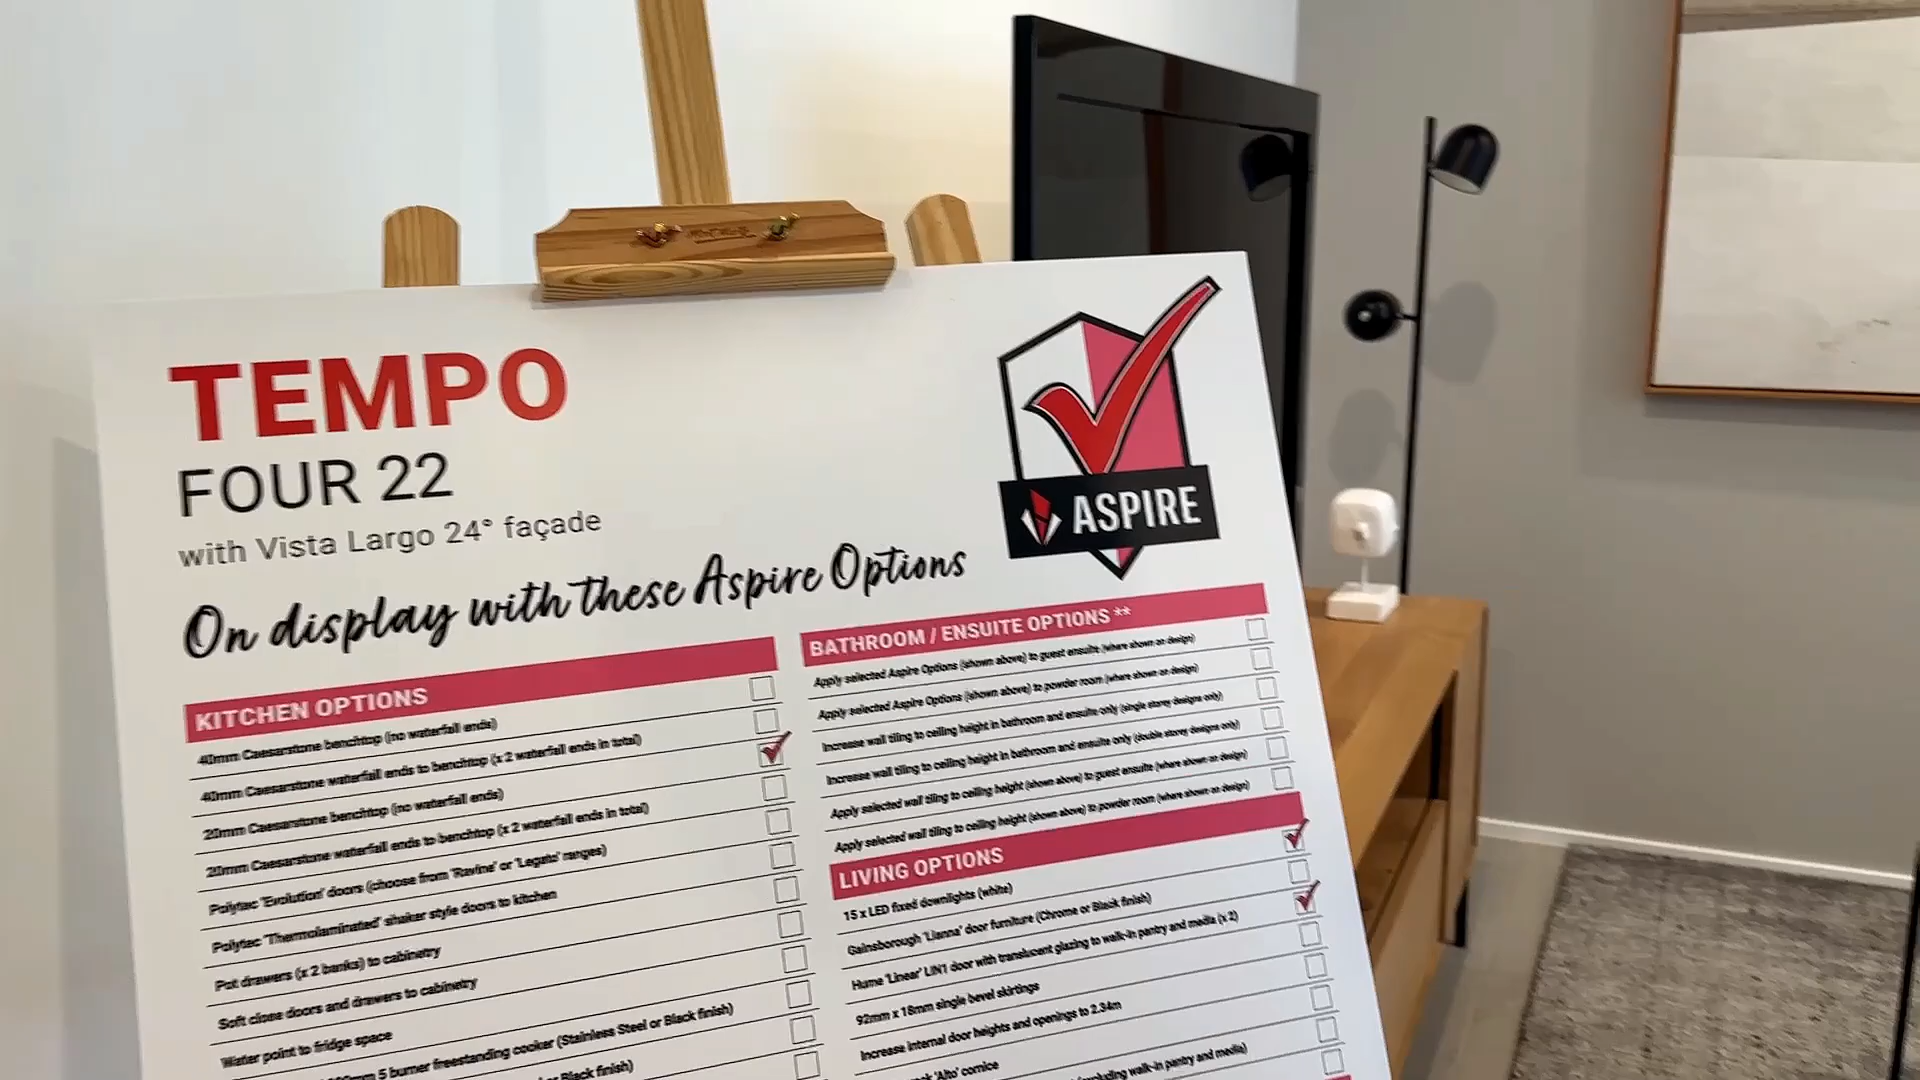 TEMPO
FOUR 22
with Vista Largo 24° façade
On display with these Aspire Options
ASPIRE
KITCHEN OPTIONS
40mm Caesarstone benchtop (no waterfall ends)
40mm Caesarstone waterfall ends to benchtop (x 2 waterfall ends in total)
20mm Caesarstone benchtop (no waterfall ends)
20mm Caesarstone waterfall ends to benchtop (x 2 waterfall ends in total)
Polytec 'Evolution' doors (choose from 'Ravine' or 'Legato' ranges)
Polytec 'Thermolaminated' shaker style doors to kitchen
Pot drawers (x 2 banks) to cabinetry
Soft close doors and drawers to cabinetry
Water point to fridge space
5 burner freestanding cooker (Stainless Steel or Black finish)
or Black finish)
BATHROOM / ENSUITE OPTIONS **
Apply selected Aspire Options (shown above) to guest ensuite (where shown on design)
Apply selected Aspire Options (shown above) to powder room (where shown on design)
Increase wall tiling to ceiling height in bathroom and ensuite only (single storey designs only)
Increase wall tiling to ceiling height in bathroom and ensuite only (double storey designs only)
Apply selected wall tiling to ceiling height (shown above) to guest ensuite (where shown on design)
Apply selected wall tiling to ceiling height (shown above) to powder room (where shown on design)
LIVING OPTIONS
15 x LED fixed downlights (white)
Gainsborough 'Lianna' door furniture (Chrome or Black finish)
Hume 'Linear' LIN1 door with translucent glazing to walk-in pantry and media (x 2)
92mm x 18mm single bevel skirtings
Increase internal door heights and openings to 2.34m
'Alto' cornice
(excluding walk-in pantry and media)